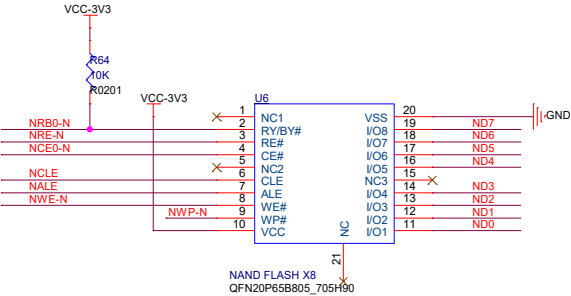 VCC-3V3
R64
10K
R0201
VCC-3V3
U6
NRB0-N
NRE-N
NCE0-N
NCLE
NALE
NWE-N
NWP-N
1 NC1
2 RY/BY#
3 RE#
4 CE#
5 NC2
6 CLE
7 ALE
8 WE#
9 WP#
10 VCC
VSS 20 GND
I/O8 19 ND7
I/O7 18 ND6
I/O6 17 ND5
I/O5 16 ND4
NC3 15
I/O4 14 ND3
I/O3 13 ND2
I/O2 12 ND1
I/O1 11 ND0
NC
21
NAND FLASH X8
QFN20P65B805_705H90